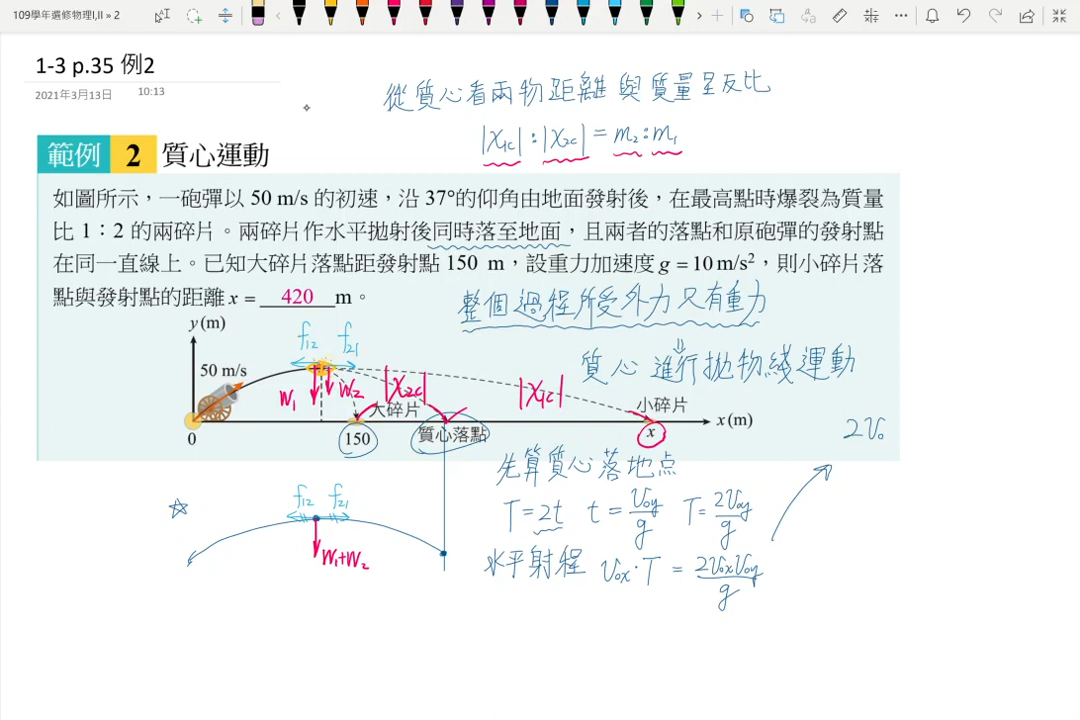 109學年選修物理I,II » 2
1-3 p.35 例2
2021年3月13日 10:13
從質心看兩物距離與質量呈反比
|X1c| : |X2c| = m2 : m1
範例 2 質心運動
如圖所示，一砲彈以 50 m/s 的初速，沿 37°的仰角由地面發射後，在最高點時爆裂為質量
比 1：2 的兩碎片。兩碎片作水平拋射後同時落至地面，且兩者的落點和原砲彈的發射點
在同一直線上。已知大碎片落點距發射點 150 m，設重力加速度 g = 10 m/s²，則小碎片落
點與發射點的距離 x = 420 m。
整個過程所受外力只有重力
⇓
質心進行拋物綫運動
y (m)
f12 f21
50 m/s
W1 W2
|X2c| |X1c|
大碎片
小碎片
x (m)
0 150 質心落點 x
2V0
先算質心落地点
T = 2t t = V0y/g T = 2V0y/g
水平射程 V0x · T = 2V0xV0y/g
☆ f12 f21
W1+W2